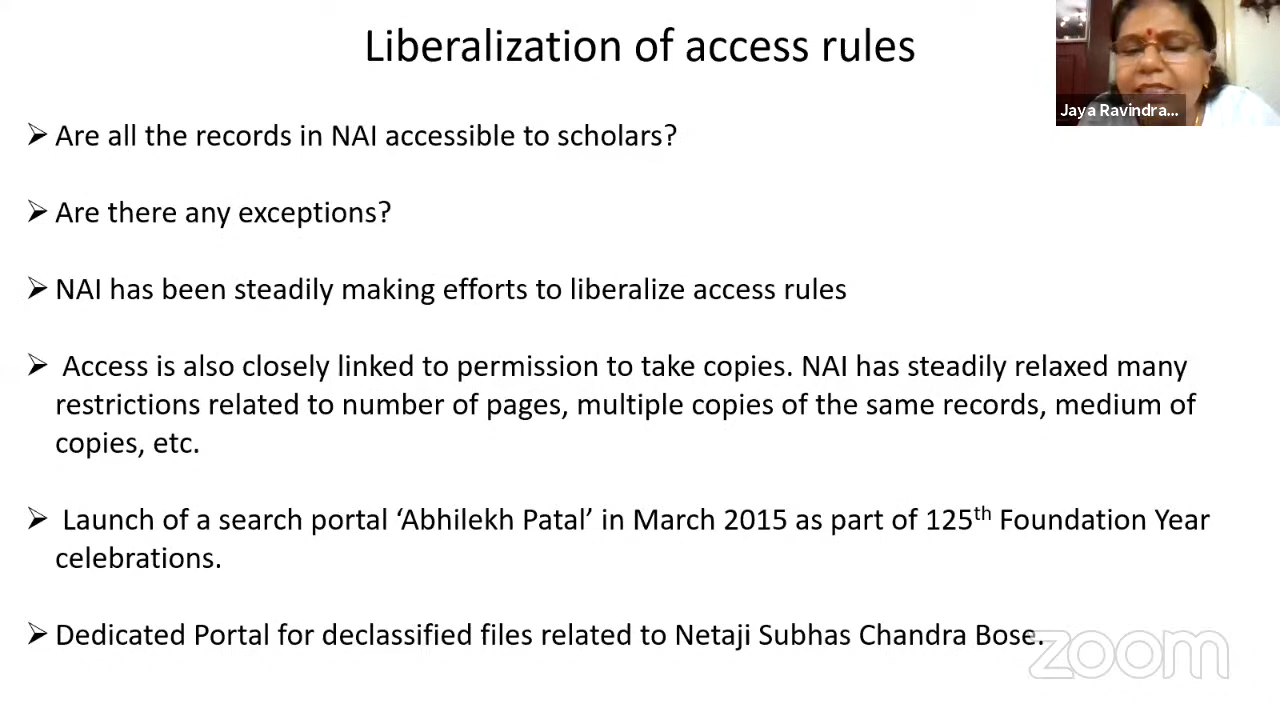 Liberalization of access rules
Jaya Ravindra...
➢ Are all the records in NAI accessible to scholars?
➢ Are there any exceptions?
➢ NAI has been steadily making efforts to liberalize access rules
➢ Access is also closely linked to permission to take copies. NAI has steadily relaxed many
restrictions related to number of pages, multiple copies of the same records, medium of
copies, etc.
➢ Launch of a search portal ‘Abhilekh Patal’ in March 2015 as part of 125th Foundation Year
celebrations.
➢ Dedicated Portal for declassified files related to Netaji Subhas Chandra Bose.
zoom